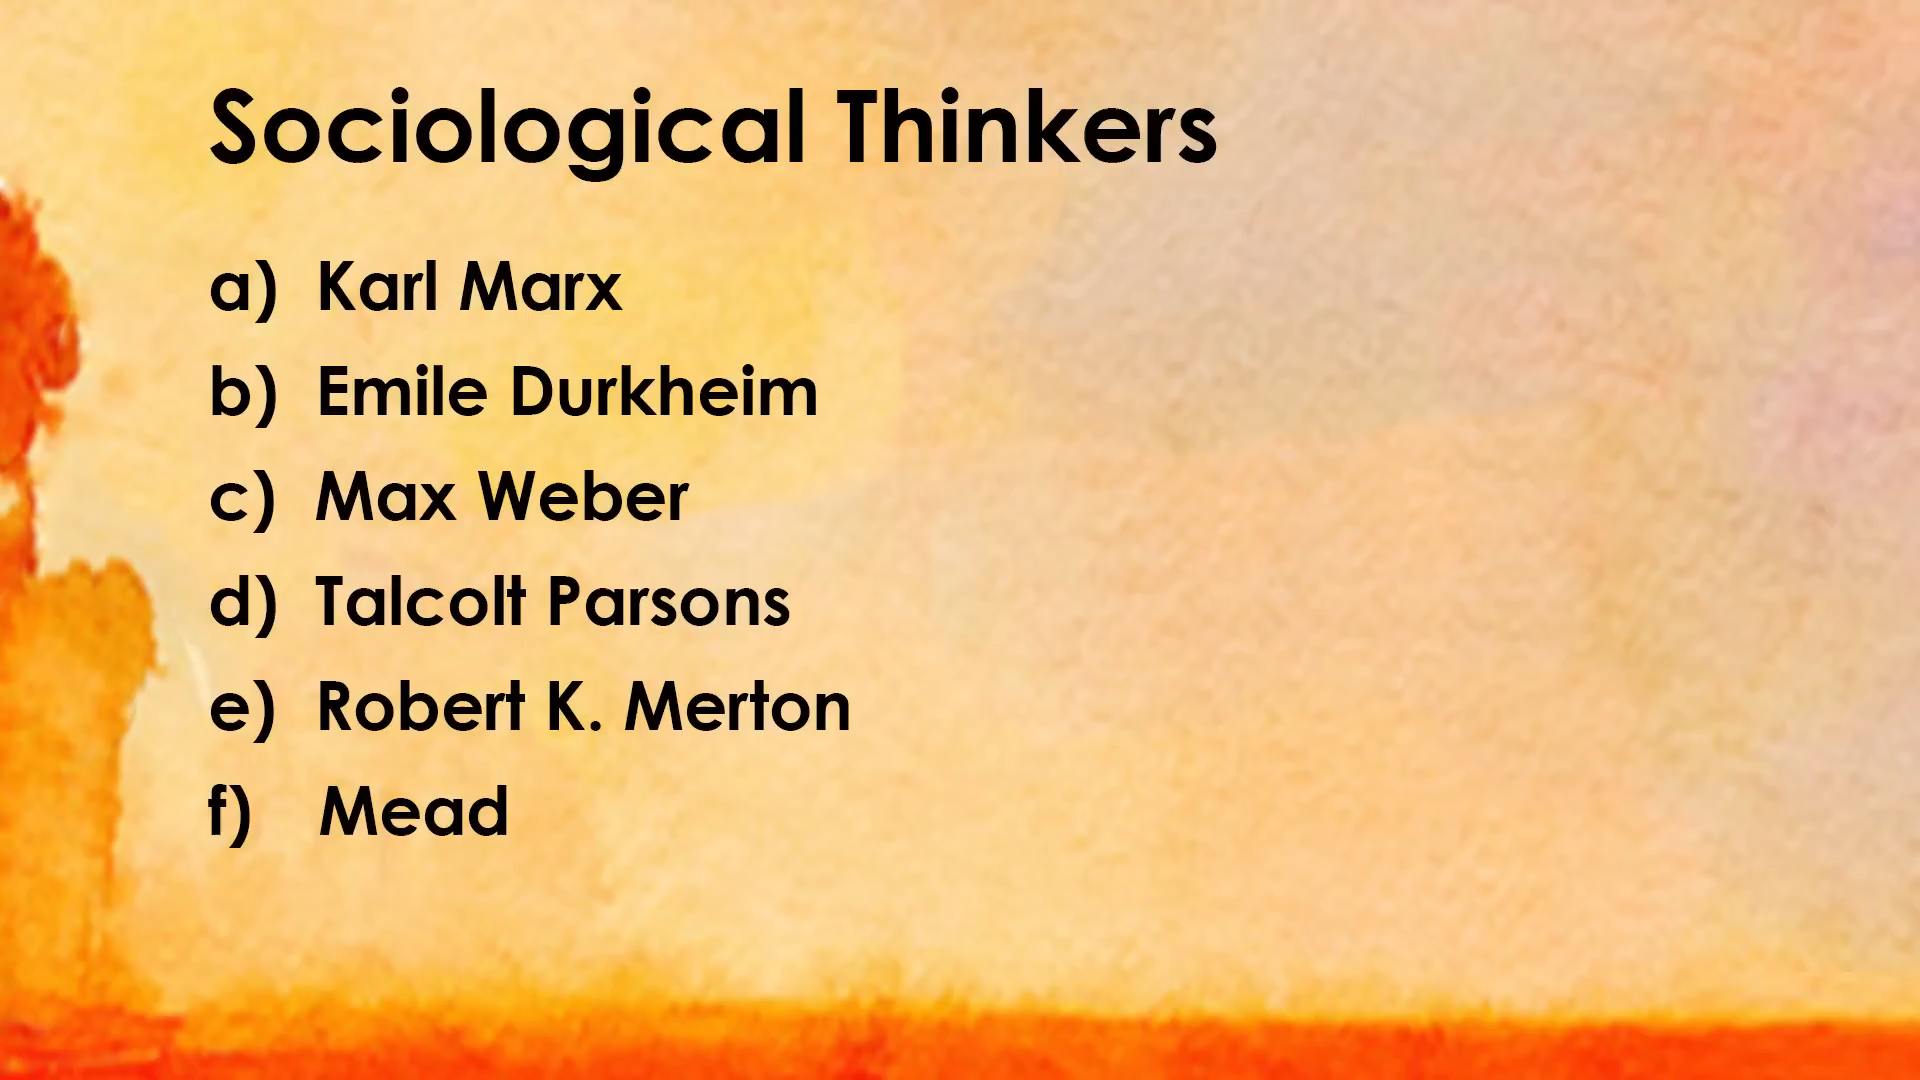 Sociological Thinkers
a) Karl Marx
b) Emile Durkheim
c) Max Weber
d) Talcolt Parsons
e) Robert K. Merton
f) Mead